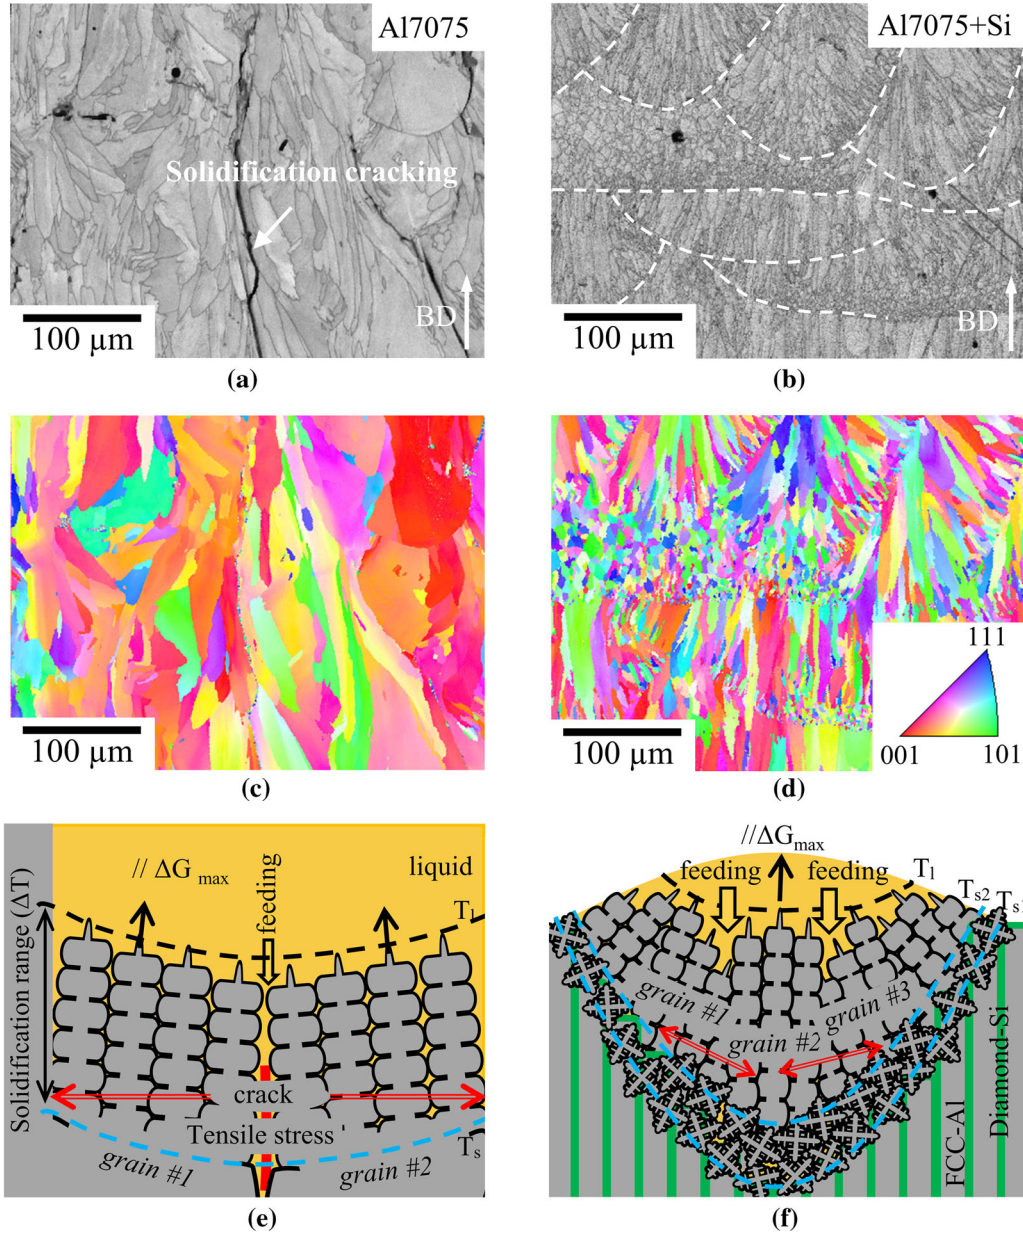 Al7075
Solidification cracking
BD
100 µm
(a)
Al7075+Si
BD
100 µm
(b)
100 µm
(c)
111
001
101
100 µm
(d)
Solidification range (ΔT)
// ΔG max
feeding
liquid
Tl
crack
Tensile stress
Ts
grain #1
grain #2
(e)
//ΔGmax
feeding
feeding
Tl
Ts2
grain #1
grain #2
grain #3
FCC-Al
Diamond-Si
(f)